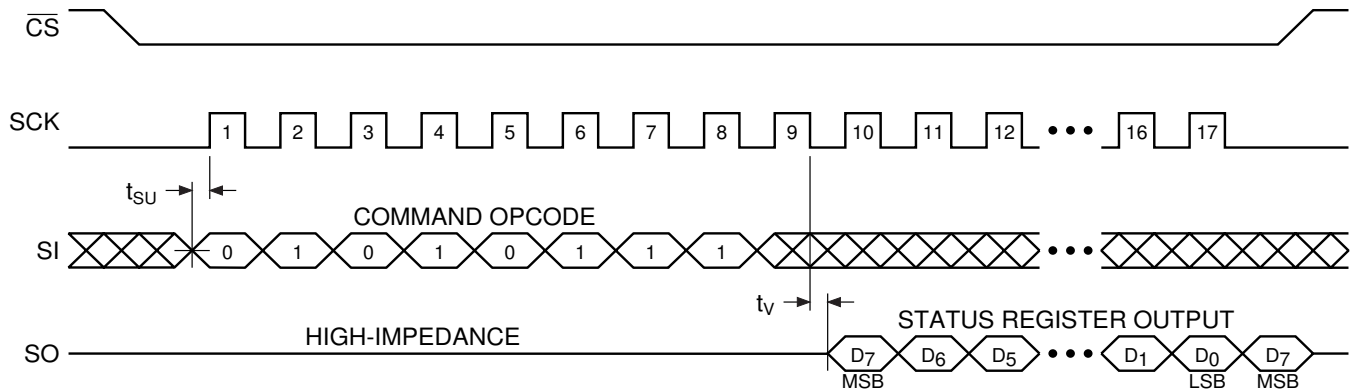 CS
SCK 1 2 3 4 5 6 7 8 9 10 11 12 ••• 16 17
tSU
COMMAND OPCODE
SI 0 1 0 1 0 1 1 1 •••
tV
HIGH-IMPEDANCE
STATUS REGISTER OUTPUT
SO D7 D6 D5 ••• D1 D0 D7
MSB LSB MSB